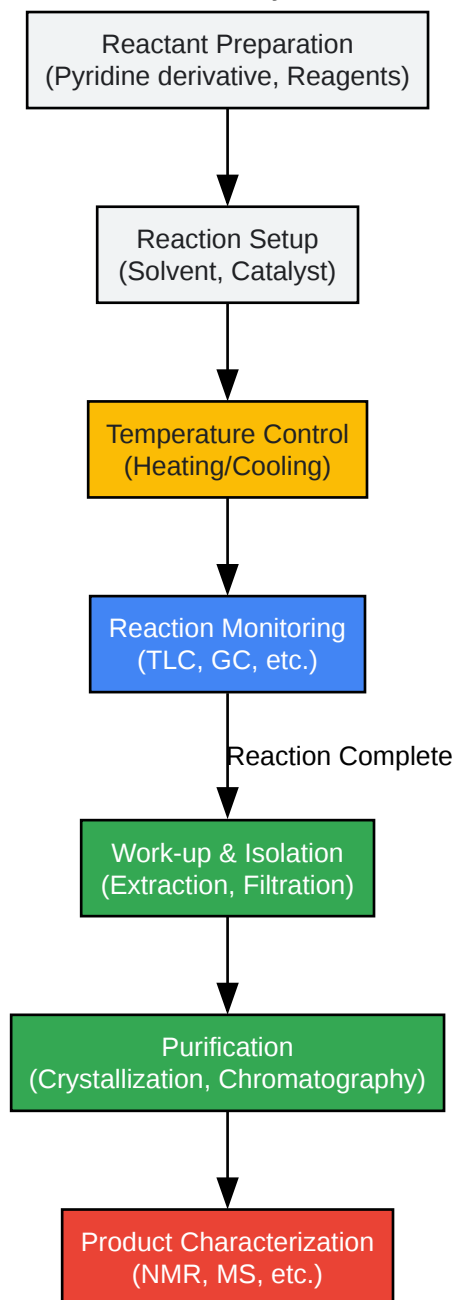 Reactant Preparation
(Pyridine derivative, Reagents)
Reaction Setup
(Solvent, Catalyst)
Temperature Control
(Heating/Cooling)
Reaction Monitoring
(TLC, GC, etc.)
Reaction Complete
Work-up & Isolation
(Extraction, Filtration)
Purification
(Crystallization, Chromatography)
Product Characterization
(NMR, MS, etc.)